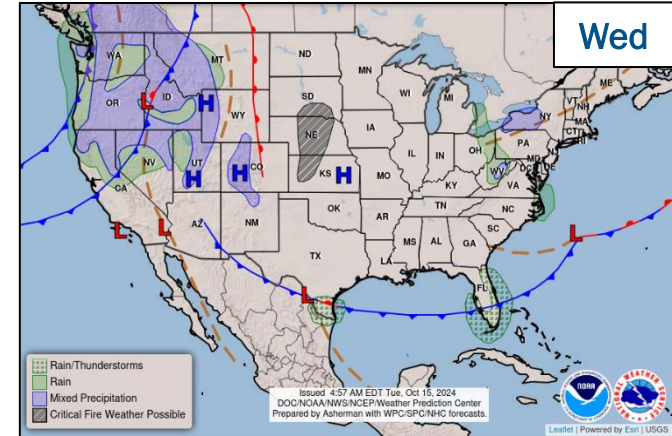 Wed
WA
MT
ND
MN
ME
OR
ID
H
L
SD
WI
MI
VT
NH
WY
NY
MA
CT
RI
NE
IA
PA
NV
UT
CO
IL
IN
OH
MD
DE
DC
WV
H
H
KS
H
MO
KY
VA
CA
L
L
AZ
NM
OK
AR
TN
NC
SC
L
TX
MS
AL
GA
LA
L
FL
Rain/Thunderstorms
Rain
Mixed Precipitation
Critical Fire Weather Possible
Issued 4:57 AM EDT Tue, Oct 15, 2024
DOC/NOAA/NWS/NCEP/Weather Prediction Center
Prepared by Asherman with WPC/SPC/NHC forecasts.
NOAA
Leaflet | Powered by Esri | USGS